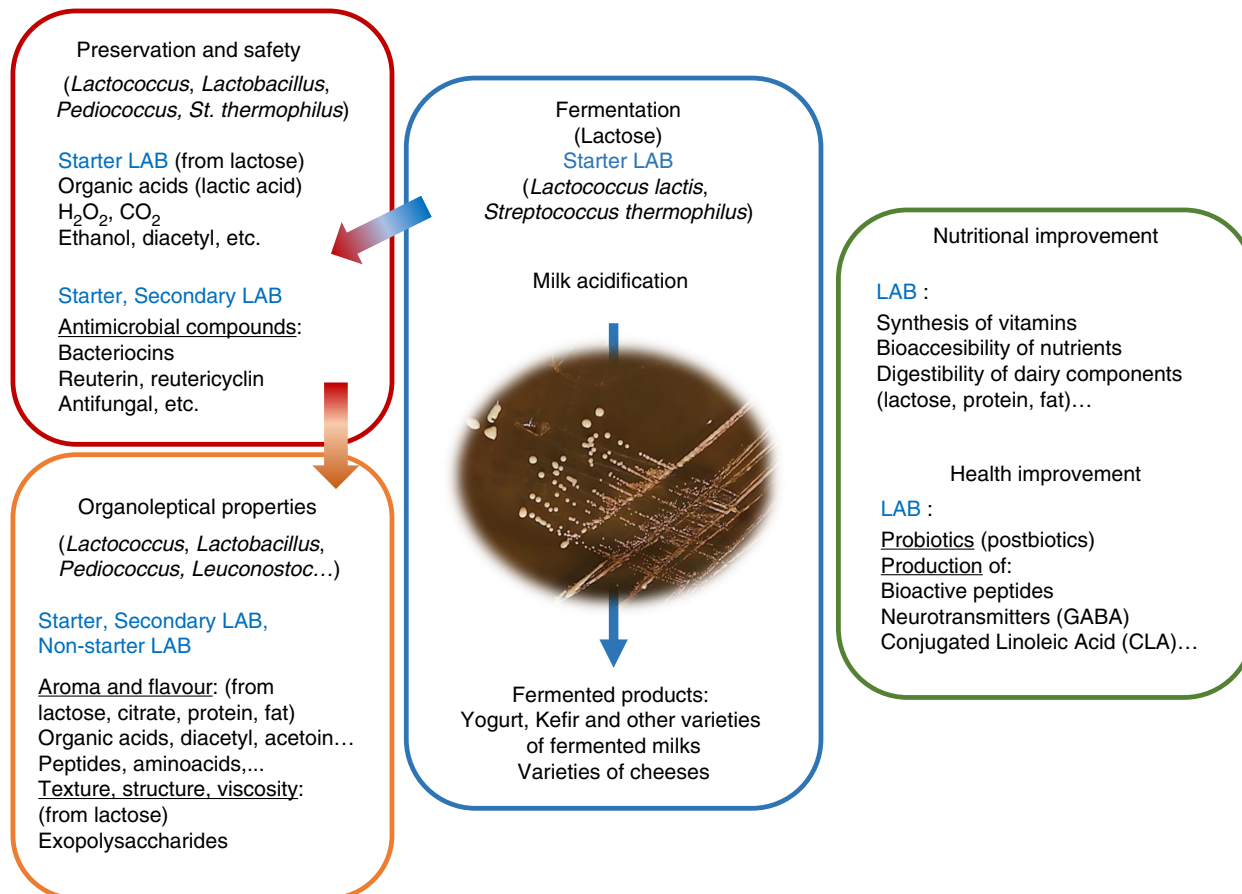 Preservation and safety
(Lactococcus, Lactobacillus,
Pediococcus, St. thermophilus)
Starter LAB (from lactose)
Organic acids (lactic acid)
H₂O₂, CO₂
Ethanol, diacetyl, etc.
Starter, Secondary LAB
Antimicrobial compounds:
Bacteriocins
Reuterin, reutericyclin
Antifungal, etc.
Organoleptical properties
(Lactococcus, Lactobacillus,
Pediococcus, Leuconostoc…)
Starter, Secondary LAB,
Non-starter LAB
Aroma and flavour: (from
lactose, citrate, protein, fat)
Organic acids, diacetyl, acetoin…
Peptides, aminoacids,...
Texture, structure, viscosity:
(from lactose)
Exopolysaccharides
Fermentation
(Lactose)
Starter LAB
(Lactococcus lactis,
Streptococcus thermophilus)
Milk acidification
Fermented products:
Yogurt, Kefir and other varieties
of fermented milks
Varieties of cheeses
Nutritional improvement
LAB :
Synthesis of vitamins
Bioaccesibility of nutrients
Digestibility of dairy components
(lactose, protein, fat)…
Health improvement
LAB :
Probiotics (postbiotics)
Production of:
Bioactive peptides
Neurotransmitters (GABA)
Conjugated Linoleic Acid (CLA)…